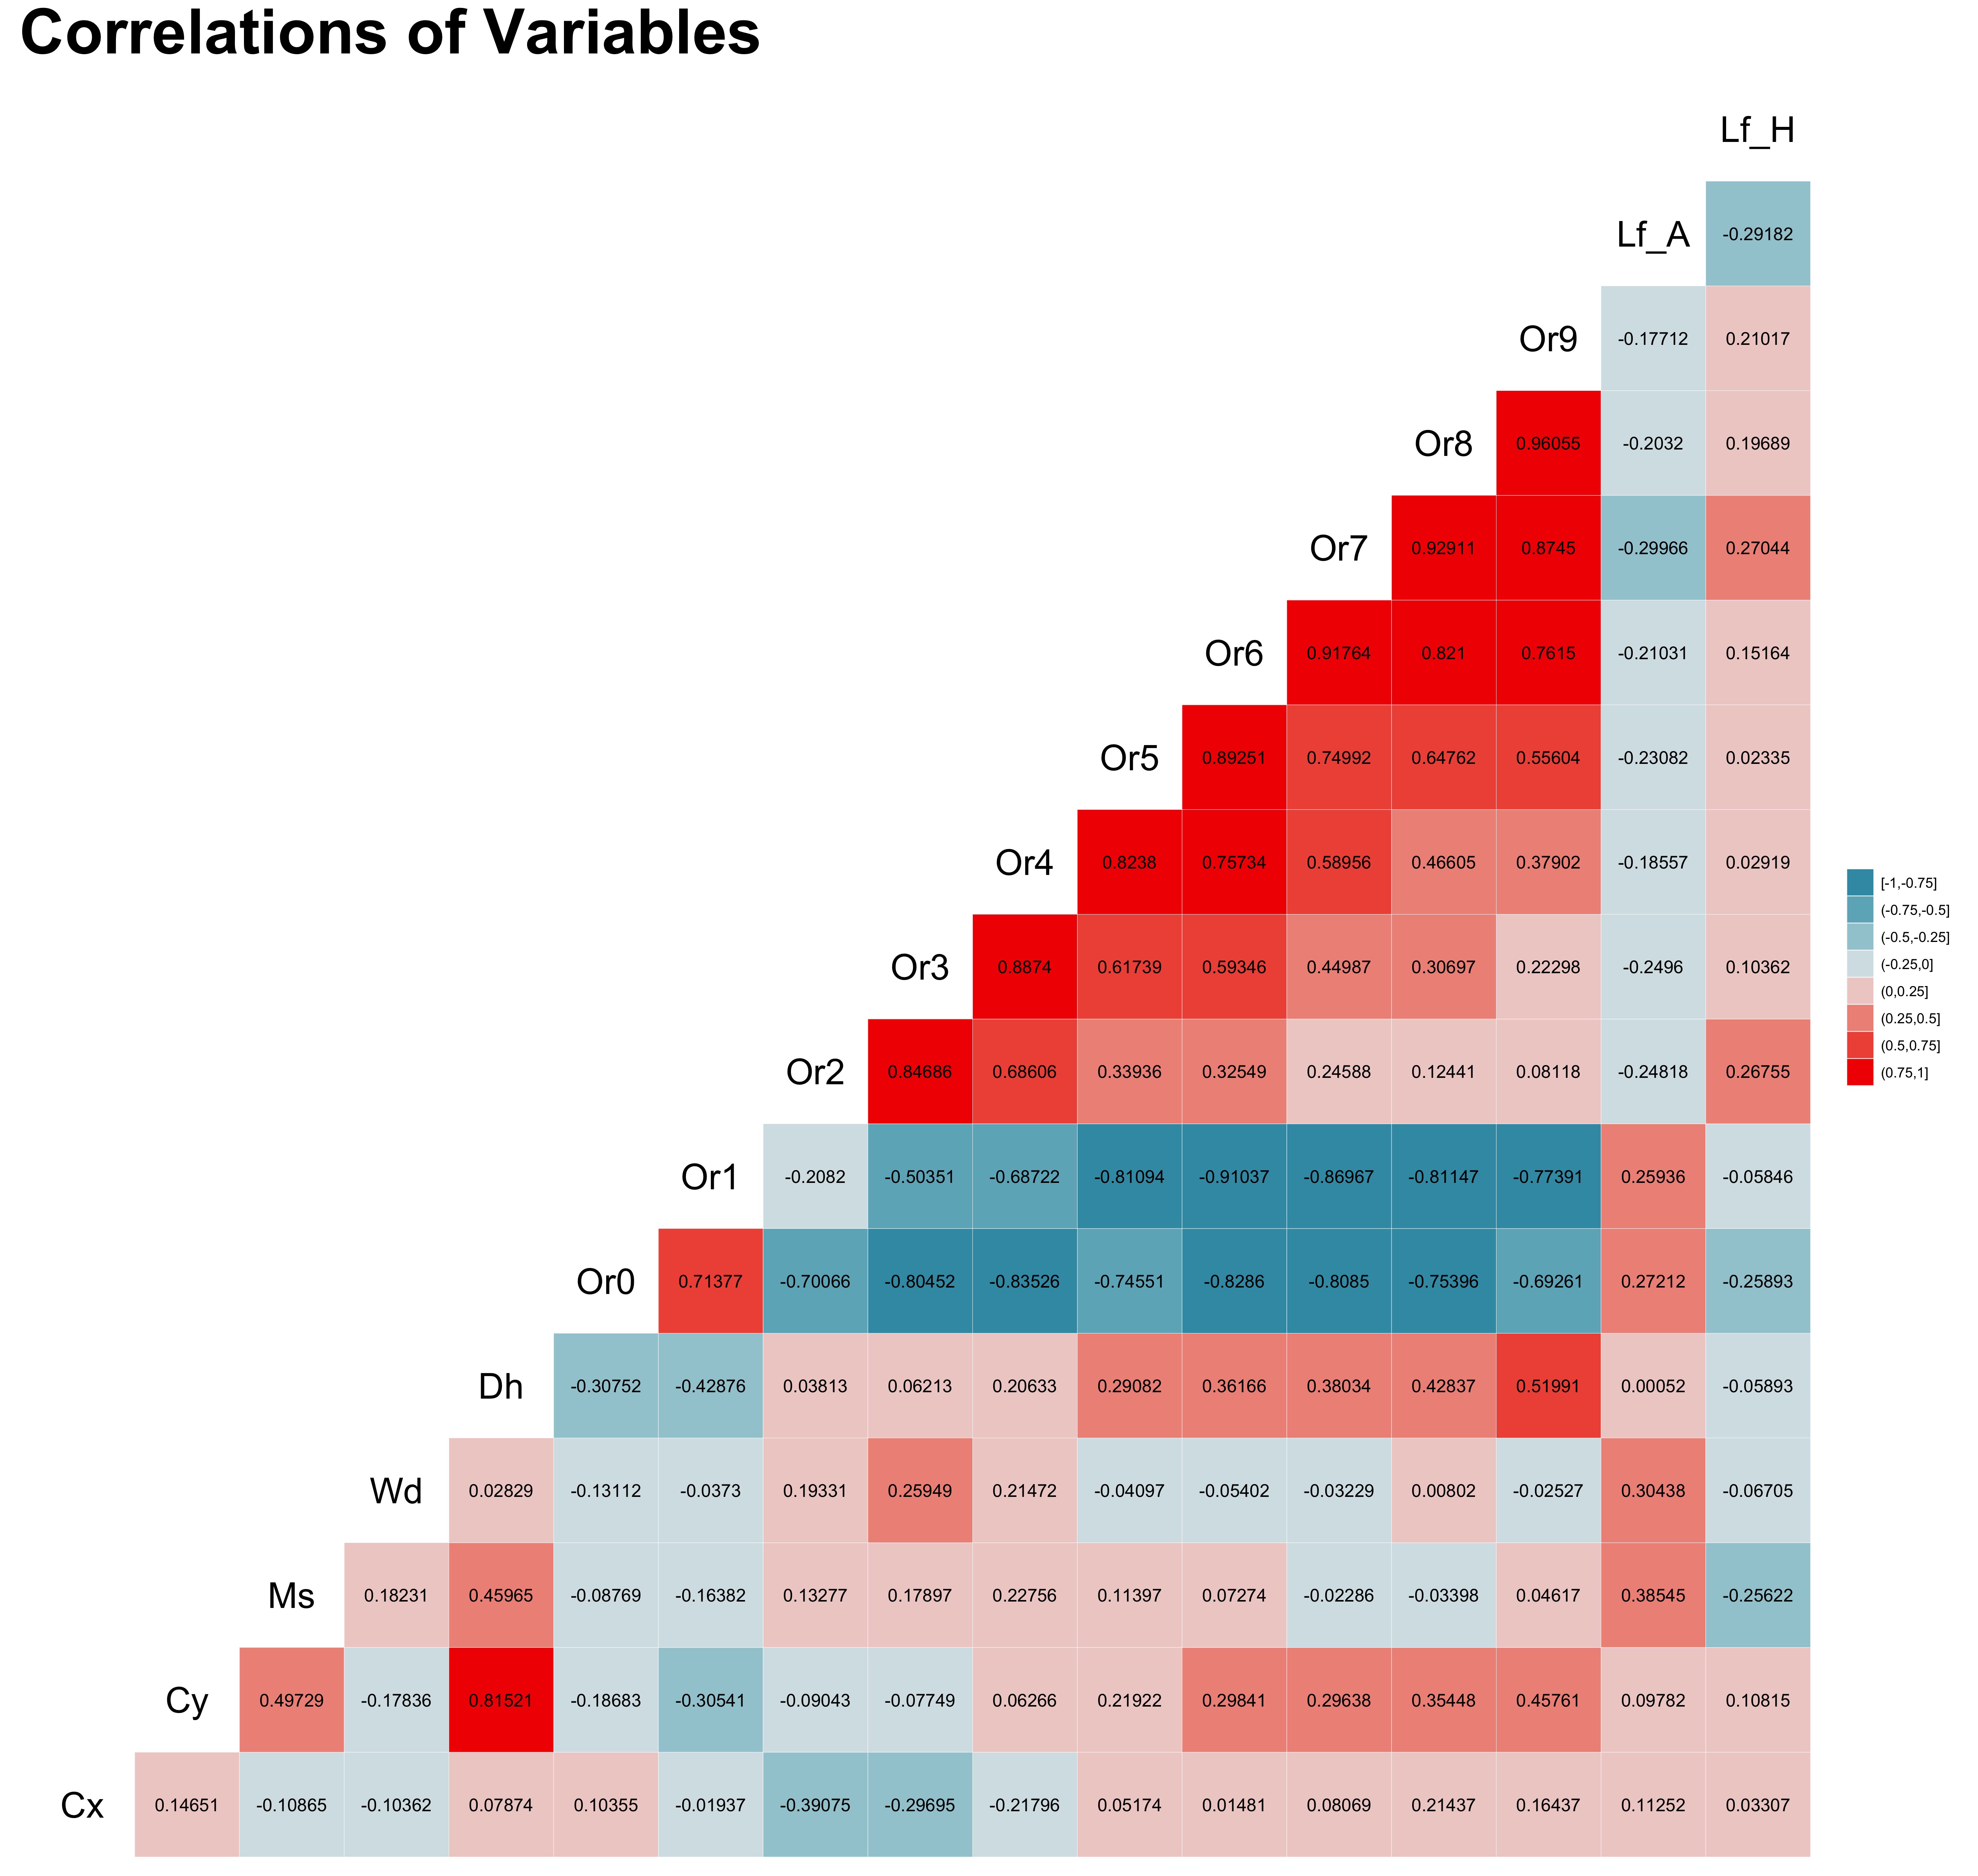 Correlations of Variables
Lf_H
Lf_A -0.29182
Or9 -0.17712 0.21017
Or8 0.96055 -0.2032 0.19689
Or7 0.92911 0.8745 -0.29966 0.27044
Or6 0.91764 0.821 0.7615 -0.21031 0.15164
Or5 0.89251 0.74992 0.64762 0.55604 -0.23082 0.02335
Or4 0.8238 0.75734 0.58956 0.46605 0.37902 -0.18557 0.02919
Or3 0.8874 0.61739 0.59346 0.44987 0.30697 0.22298 -0.2496 0.10362
Or2 0.84686 0.68606 0.33936 0.32549 0.24588 0.12441 0.08118 -0.24818 0.26755
Or1 -0.2082 -0.50351 -0.68722 -0.81094 -0.91037 -0.86967 -0.81147 -0.77391 0.25936 -0.05846
Or0 0.71377 -0.70066 -0.80452 -0.83526 -0.74551 -0.8286 -0.8085 -0.75396 -0.69261 0.27212 -0.25893
Dh -0.30752 -0.42876 0.03813 0.06213 0.20633 0.29082 0.36166 0.38034 0.42837 0.51991 0.00052 -0.05893
Wd 0.02829 -0.13112 -0.0373 0.19331 0.25949 0.21472 -0.04097 -0.05402 -0.03229 0.00802 -0.02527 0.30438 -0.06705
Ms 0.18231 0.45965 -0.08769 -0.16382 0.13277 0.17897 0.22756 0.11397 0.07274 -0.02286 -0.03398 0.04617 0.38545 -0.25622
Cy 0.49729 -0.17836 0.81521 -0.18683 -0.30541 -0.09043 -0.07749 0.06266 0.21922 0.29841 0.29638 0.35448 0.45761 0.09782 0.10815
Cx 0.14651 -0.10865 -0.10362 0.07874 0.10355 -0.01937 -0.39075 -0.29695 -0.21796 0.05174 0.01481 0.08069 0.21437 0.16437 0.11252 0.03307
[-1,-0.75]
(-0.75,-0.5]
(-0.5,-0.25]
(-0.25,0]
(0,0.25]
(0.25,0.5]
(0.5,0.75]
(0.75,1]